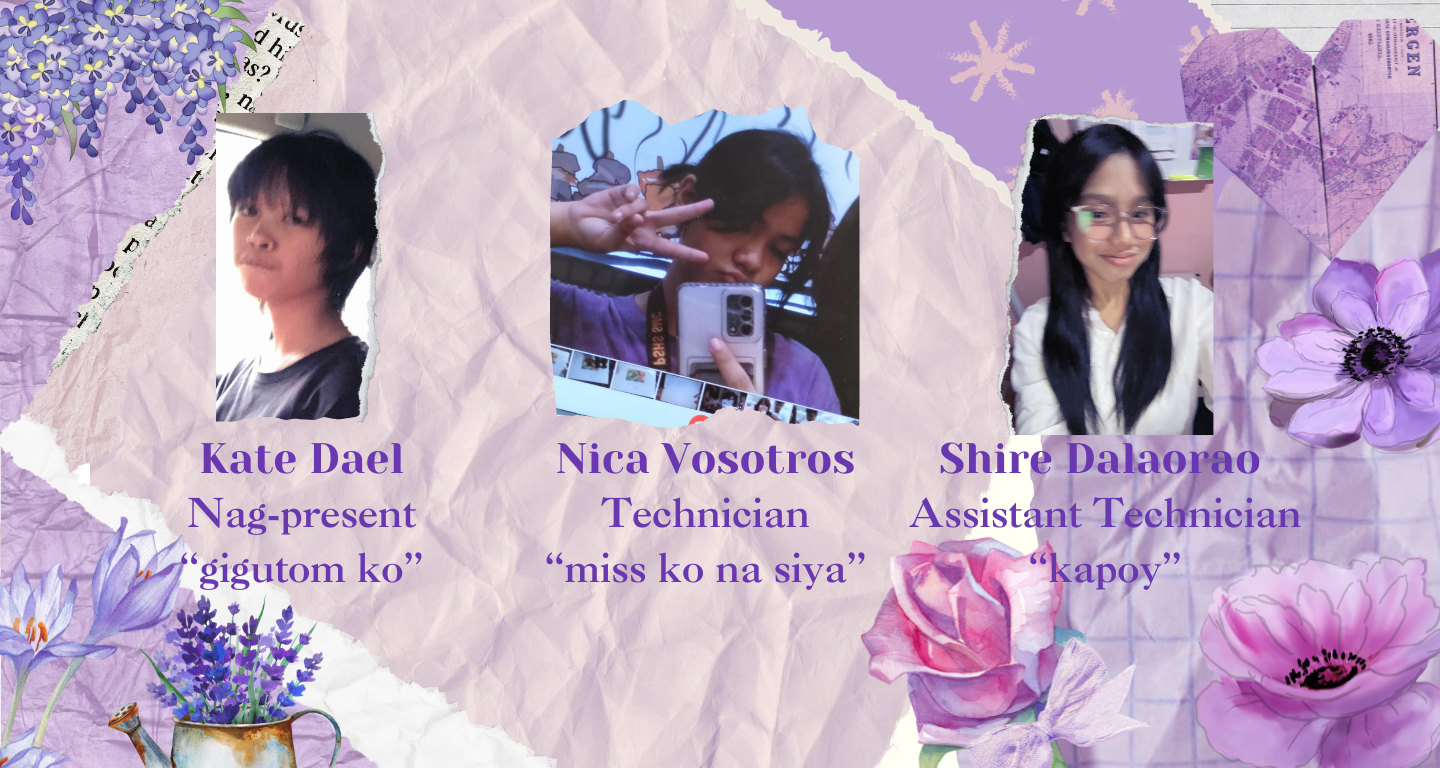 Kate Dael
Nag-present
“gigutom ko”
Nica Vosotros
Technician
“miss ko na siya”
Shire Dalaorao
Assistant Technician
“kapoy”